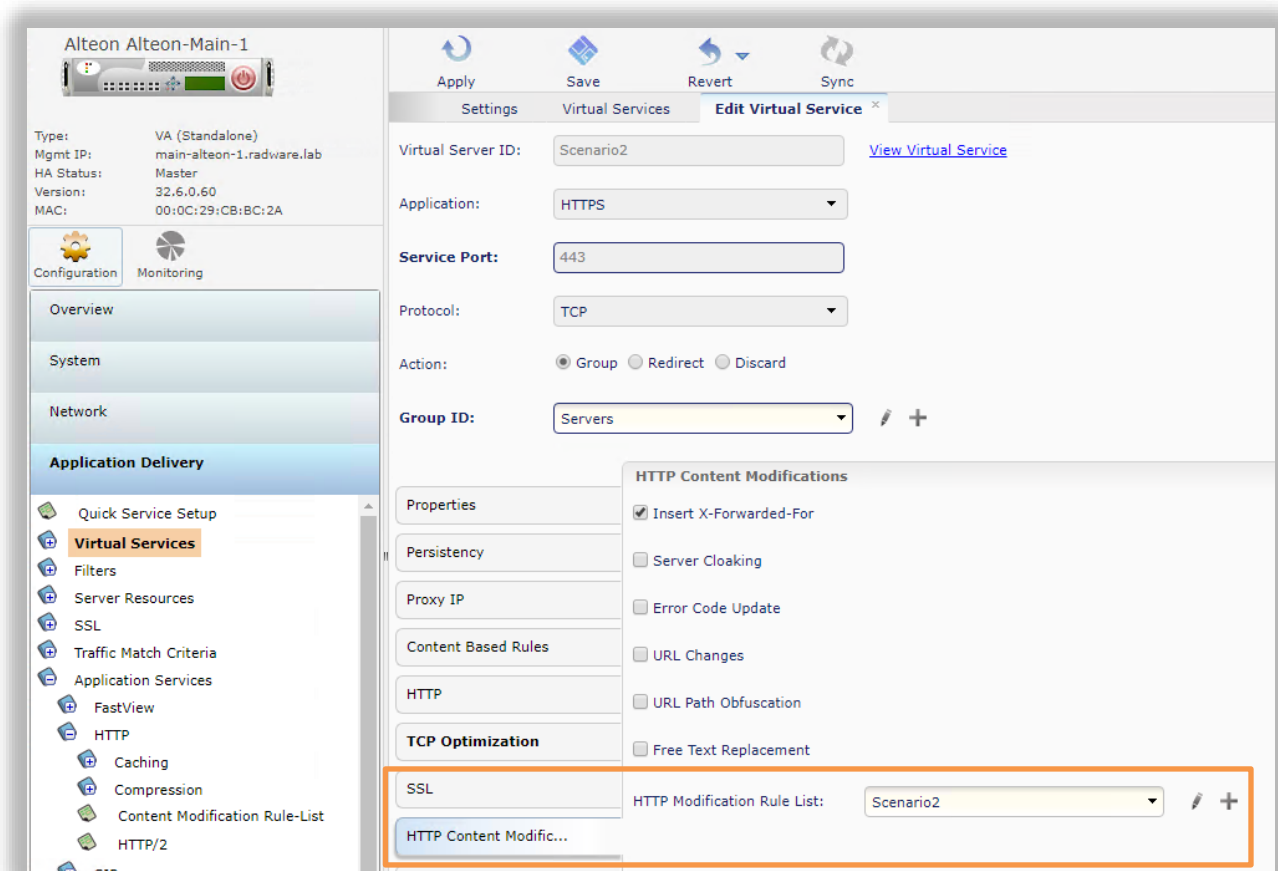 Alteon Alteon-Main-1
Type: VA (Standalone)
Mgmt IP: main-alteon-1.radware.lab
HA Status: Master
Version: 32.6.0.60
MAC: 00:0C:29:CB:BC:2A
Configuration Monitoring
Overview
System
Network
Application Delivery
Quick Service Setup
Virtual Services
Filters
Server Resources
SSL
Traffic Match Criteria
Application Services
FastView
HTTP
Caching
Compression
Content Modification Rule-List
HTTP/2
Apply Save Revert Sync
Settings Virtual Services Edit Virtual Service ×
Virtual Server ID: Scenario2 View Virtual Service
Application: HTTPS
Service Port: 443
Protocol: TCP
Action: Group Redirect Discard
Group ID: Servers
Properties
Persistency
Proxy IP
Content Based Rules
HTTP
TCP Optimization
SSL
HTTP Content Modific...
HTTP Content Modifications
Insert X-Forwarded-For
Server Cloaking
Error Code Update
URL Changes
URL Path Obfuscation
Free Text Replacement
HTTP Modification Rule List: Scenario2